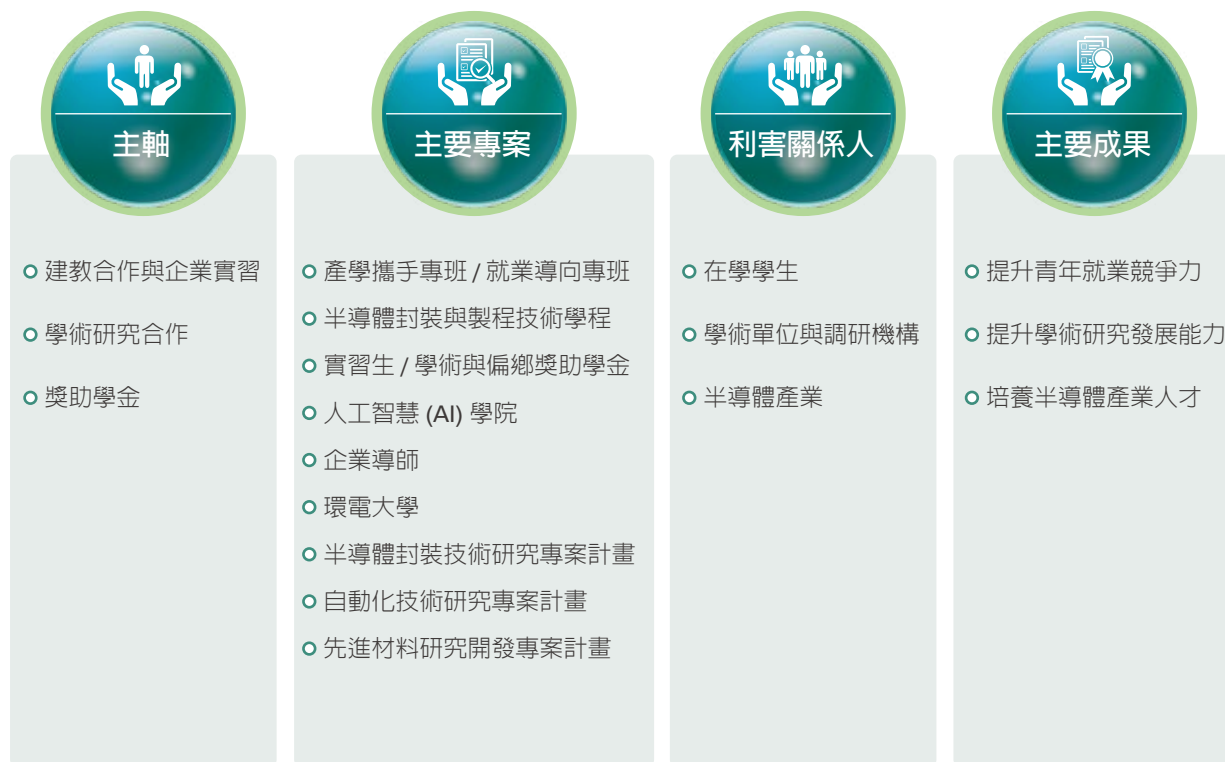 主軸
建教合作與企業實習
學術研究合作
獎助學金
主要專案
產學攜手專班 / 就業導向專班
半導體封裝與製程技術學程
實習生 / 學術與偏鄉獎助學金
人工智慧 (AI) 學院
企業導師
環電大學
半導體封裝技術研究專案計畫
自動化技術研究專案計畫
先進材料研究開發專案計畫
利害關係人
在學學生
學術單位與調研機構
半導體產業
主要成果
提升青年就業競爭力
提升學術研究發展能力
培養半導體產業人才